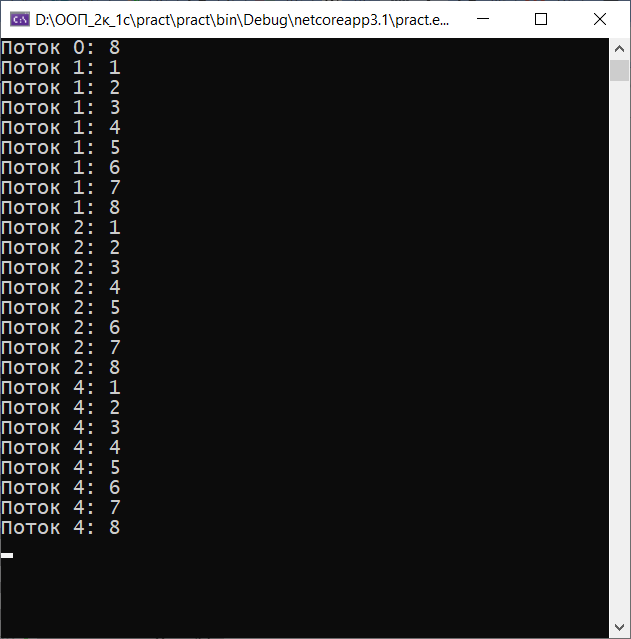 D:\ООП_2к_1с\pract\pract\bin\Debug\netcoreapp3.1\pract.e...
Поток 0: 8
Поток 1: 1
Поток 1: 2
Поток 1: 3
Поток 1: 4
Поток 1: 5
Поток 1: 6
Поток 1: 7
Поток 1: 8
Поток 2: 1
Поток 2: 2
Поток 2: 3
Поток 2: 4
Поток 2: 5
Поток 2: 6
Поток 2: 7
Поток 2: 8
Поток 4: 1
Поток 4: 2
Поток 4: 3
Поток 4: 4
Поток 4: 5
Поток 4: 6
Поток 4: 7
Поток 4: 8